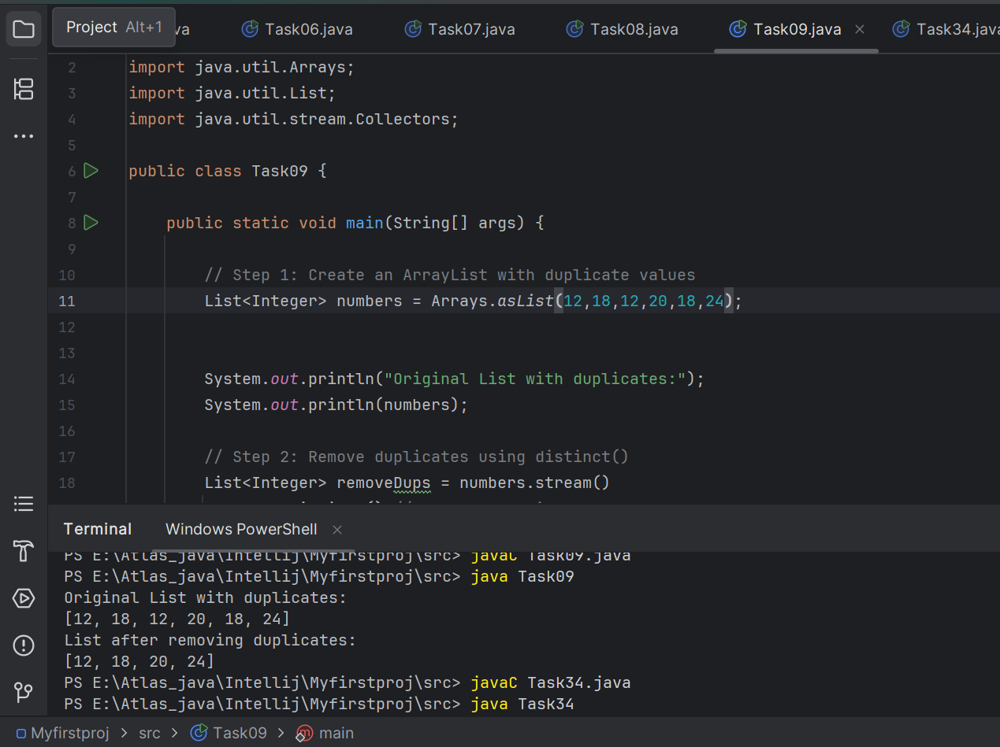 Project Alt+1 va Task06.java Task07.java Task08.java Task09.java Task34.java
2 import java.util.Arrays;
3 import java.util.List;
4 import java.util.stream.Collectors;
5
6 public class Task09 {
7
8 public static void main(String[] args) {
9
10 // Step 1: Create an ArrayList with duplicate values
11 List<Integer> numbers = Arrays.asList(12,18,12,20,18,24);
12
13
14 System.out.println("Original List with duplicates:");
15 System.out.println(numbers);
16
17 // Step 2: Remove duplicates using distinct()
18 List<Integer> removeDups = numbers.stream()
Terminal Windows PowerShell
PS E:\Atlas_java\Intellij\Myfirstproj\src> javaC Task09.java
PS E:\Atlas_java\Intellij\Myfirstproj\src> java Task09
Original List with duplicates:
[12, 18, 12, 20, 18, 24]
List after removing duplicates:
[12, 18, 20, 24]
PS E:\Atlas_java\Intellij\Myfirstproj\src> javaC Task34.java
PS E:\Atlas_java\Intellij\Myfirstproj\src> java Task34
Myfirstproj > src > Task09 > main